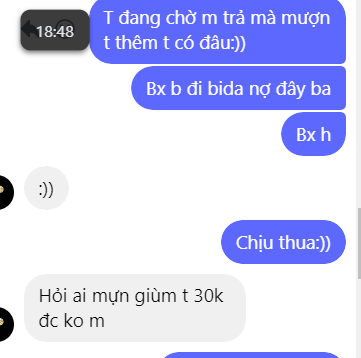 T đang chờ m trả mà mượn
t thêm t có đâu:))
18:48
Bx b đi bida nợ đây ba
Bx h
:))
Chịu thua:))
Hỏi ai mựn giùm t 30k
đc ko m